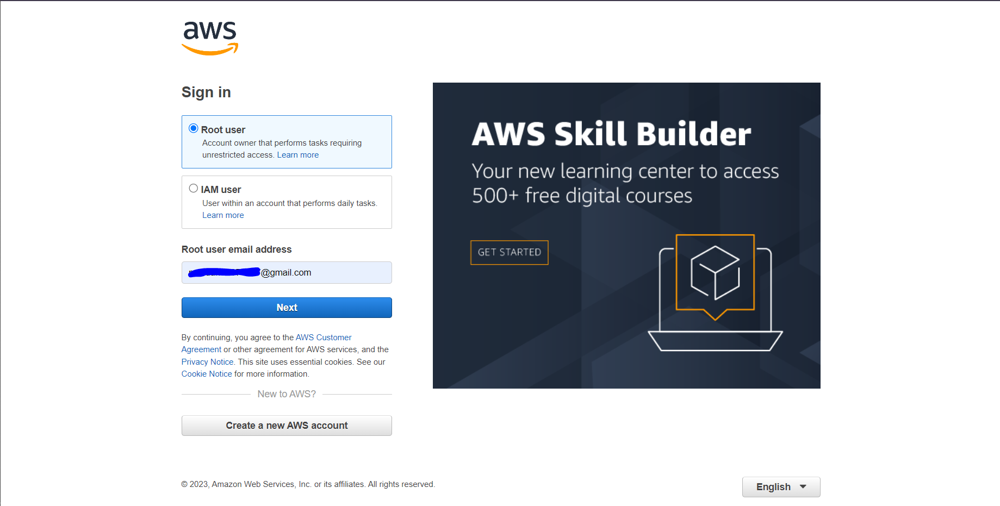 aws
Sign in
Root user
Account owner that performs tasks requiring
unrestricted access. Learn more
IAM user
User within an account that performs daily tasks.
Learn more
Root user email address
@gmail.com
Next
By continuing, you agree to the AWS Customer
Agreement or other agreement for AWS services, and the
Privacy Notice. This site uses essential cookies. See our
Cookie Notice for more information.
New to AWS?
Create a new AWS account
AWS Skill Builder
Your new learning center to access
500+ free digital courses
GET STARTED
© 2023, Amazon Web Services, Inc. or its affiliates. All rights reserved.
English